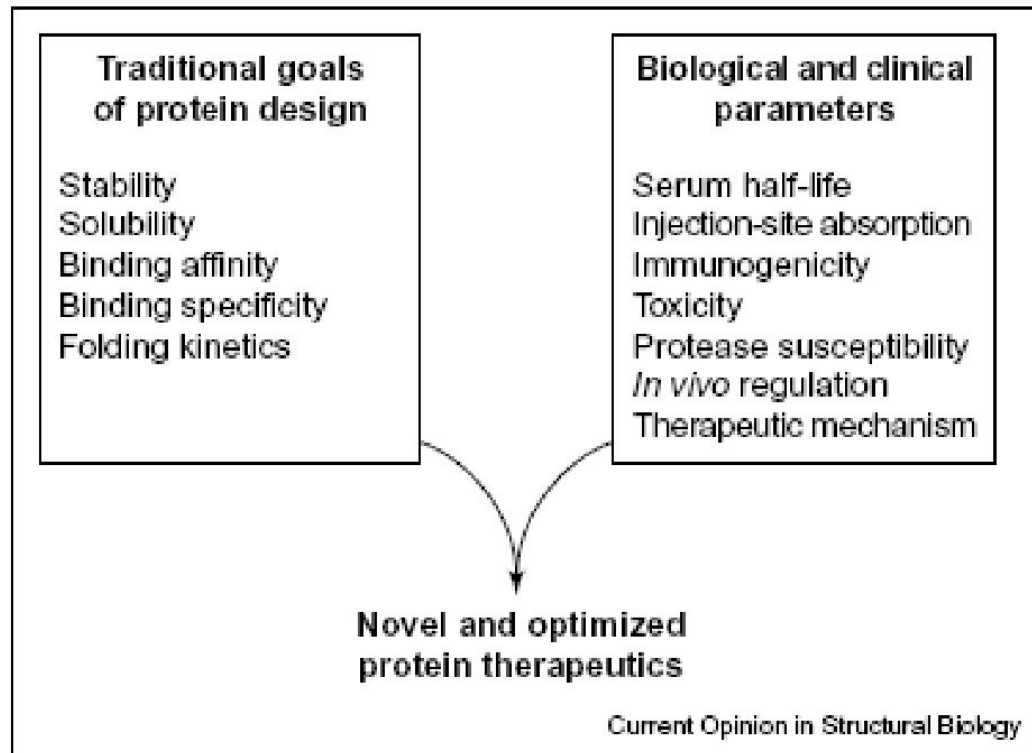 Traditional goals
of protein design
Stability
Solubility
Binding affinity
Binding specificity
Folding kinetics
Biological and clinical
parameters
Serum half-life
Injection-site absorption
Immunogenicity
Toxicity
Protease susceptibility
In vivo regulation
Therapeutic mechanism
Novel and optimized
protein therapeutics
Current Opinion in Structural Biology